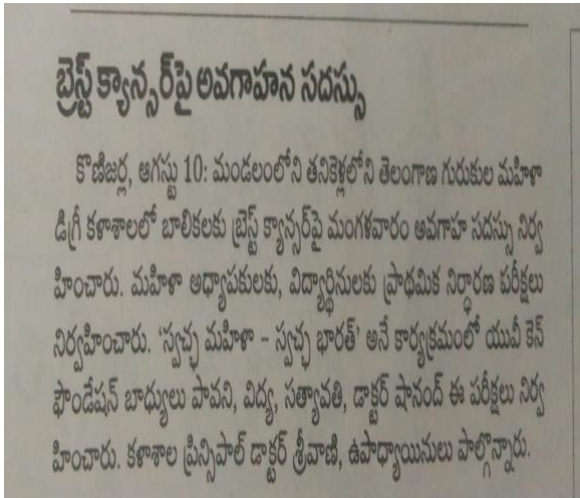 బ్రెస్ట్ క్యాన్సర్‌పై అవగాహన సదస్సు
కొణిజర్ల, ఆగస్టు 10: మండలంలోని తనికెళ్లలోని తెలంగాణ గురుకుల మహిళా
డిగ్రీ కళాశాలలో బాలికలకు బ్రెస్ట్ క్యాన్సర్‌పై మంగళవారం అవగాహ సదస్సు నిర్వ
హించారు. మహిళా అధ్యాపకులకు, విద్యార్థినులకు ప్రాథమిక నిర్ధారణ పరీక్షలు
నిర్వహించారు. ‘స్వచ్ఛ మహిళా - స్వచ్ఛ భారత్’ అనే కార్యక్రమంలో యువీ కెన్
ఫౌండేషన్ బాధ్యులు పావని, విద్య, సత్యావతి, డాక్టర్ షానంద్ ఈ పరీక్షలు నిర్వ
హించారు. కళాశాల ప్రిన్సిపాల్ డాక్టర్ శ్రీవాణి, ఉపాధ్యాయినులు పాల్గొన్నారు.